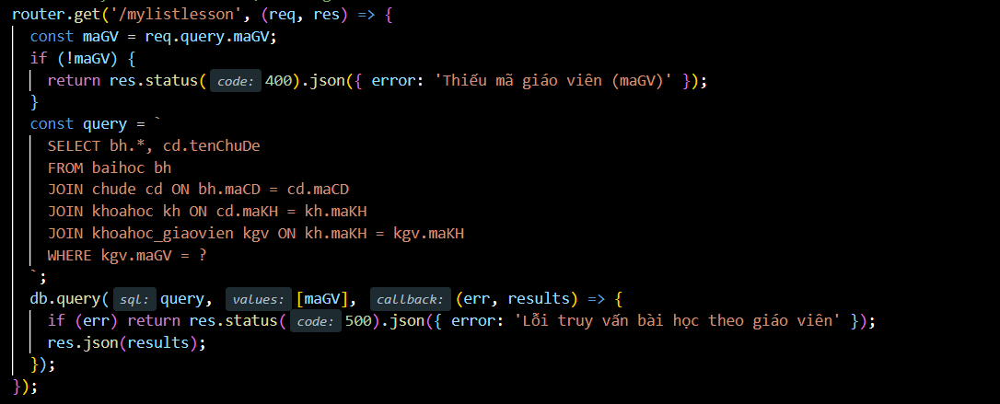 router.get('/mylistlesson', (req, res) => {
const maGV = req.query.maGV;
if (!maGV) {
return res.status( code: 400).json({ error: 'Thiếu mã giáo viên (maGV)' });
}
const query = `
SELECT bh.*, cd.tenChuDe
FROM baihoc bh
JOIN chude cd ON bh.maCD = cd.maCD
JOIN khoahoc kh ON cd.maKH = kh.maKH
JOIN khoahoc_giaovien kgv ON kh.maKH = kgv.maKH
WHERE kgv.maGV = ?
`;
db.query( sql: query, values: [maGV], callback: (err, results) => {
if (err) return res.status( code: 500).json({ error: 'Lỗi truy vấn bài học theo giáo viên' });
res.json(results);
});
});